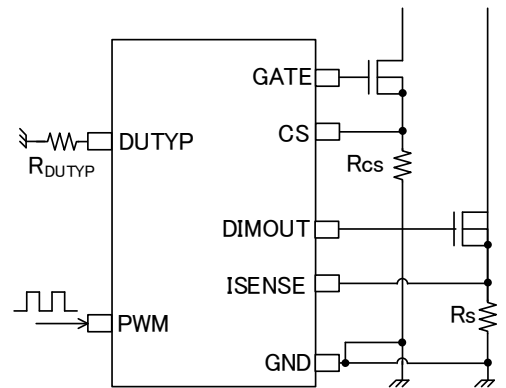 GATE
DUTYP
CS
RDUTYP
Rcs
DIMOUT
ISENSE
PWM
Rs
GND